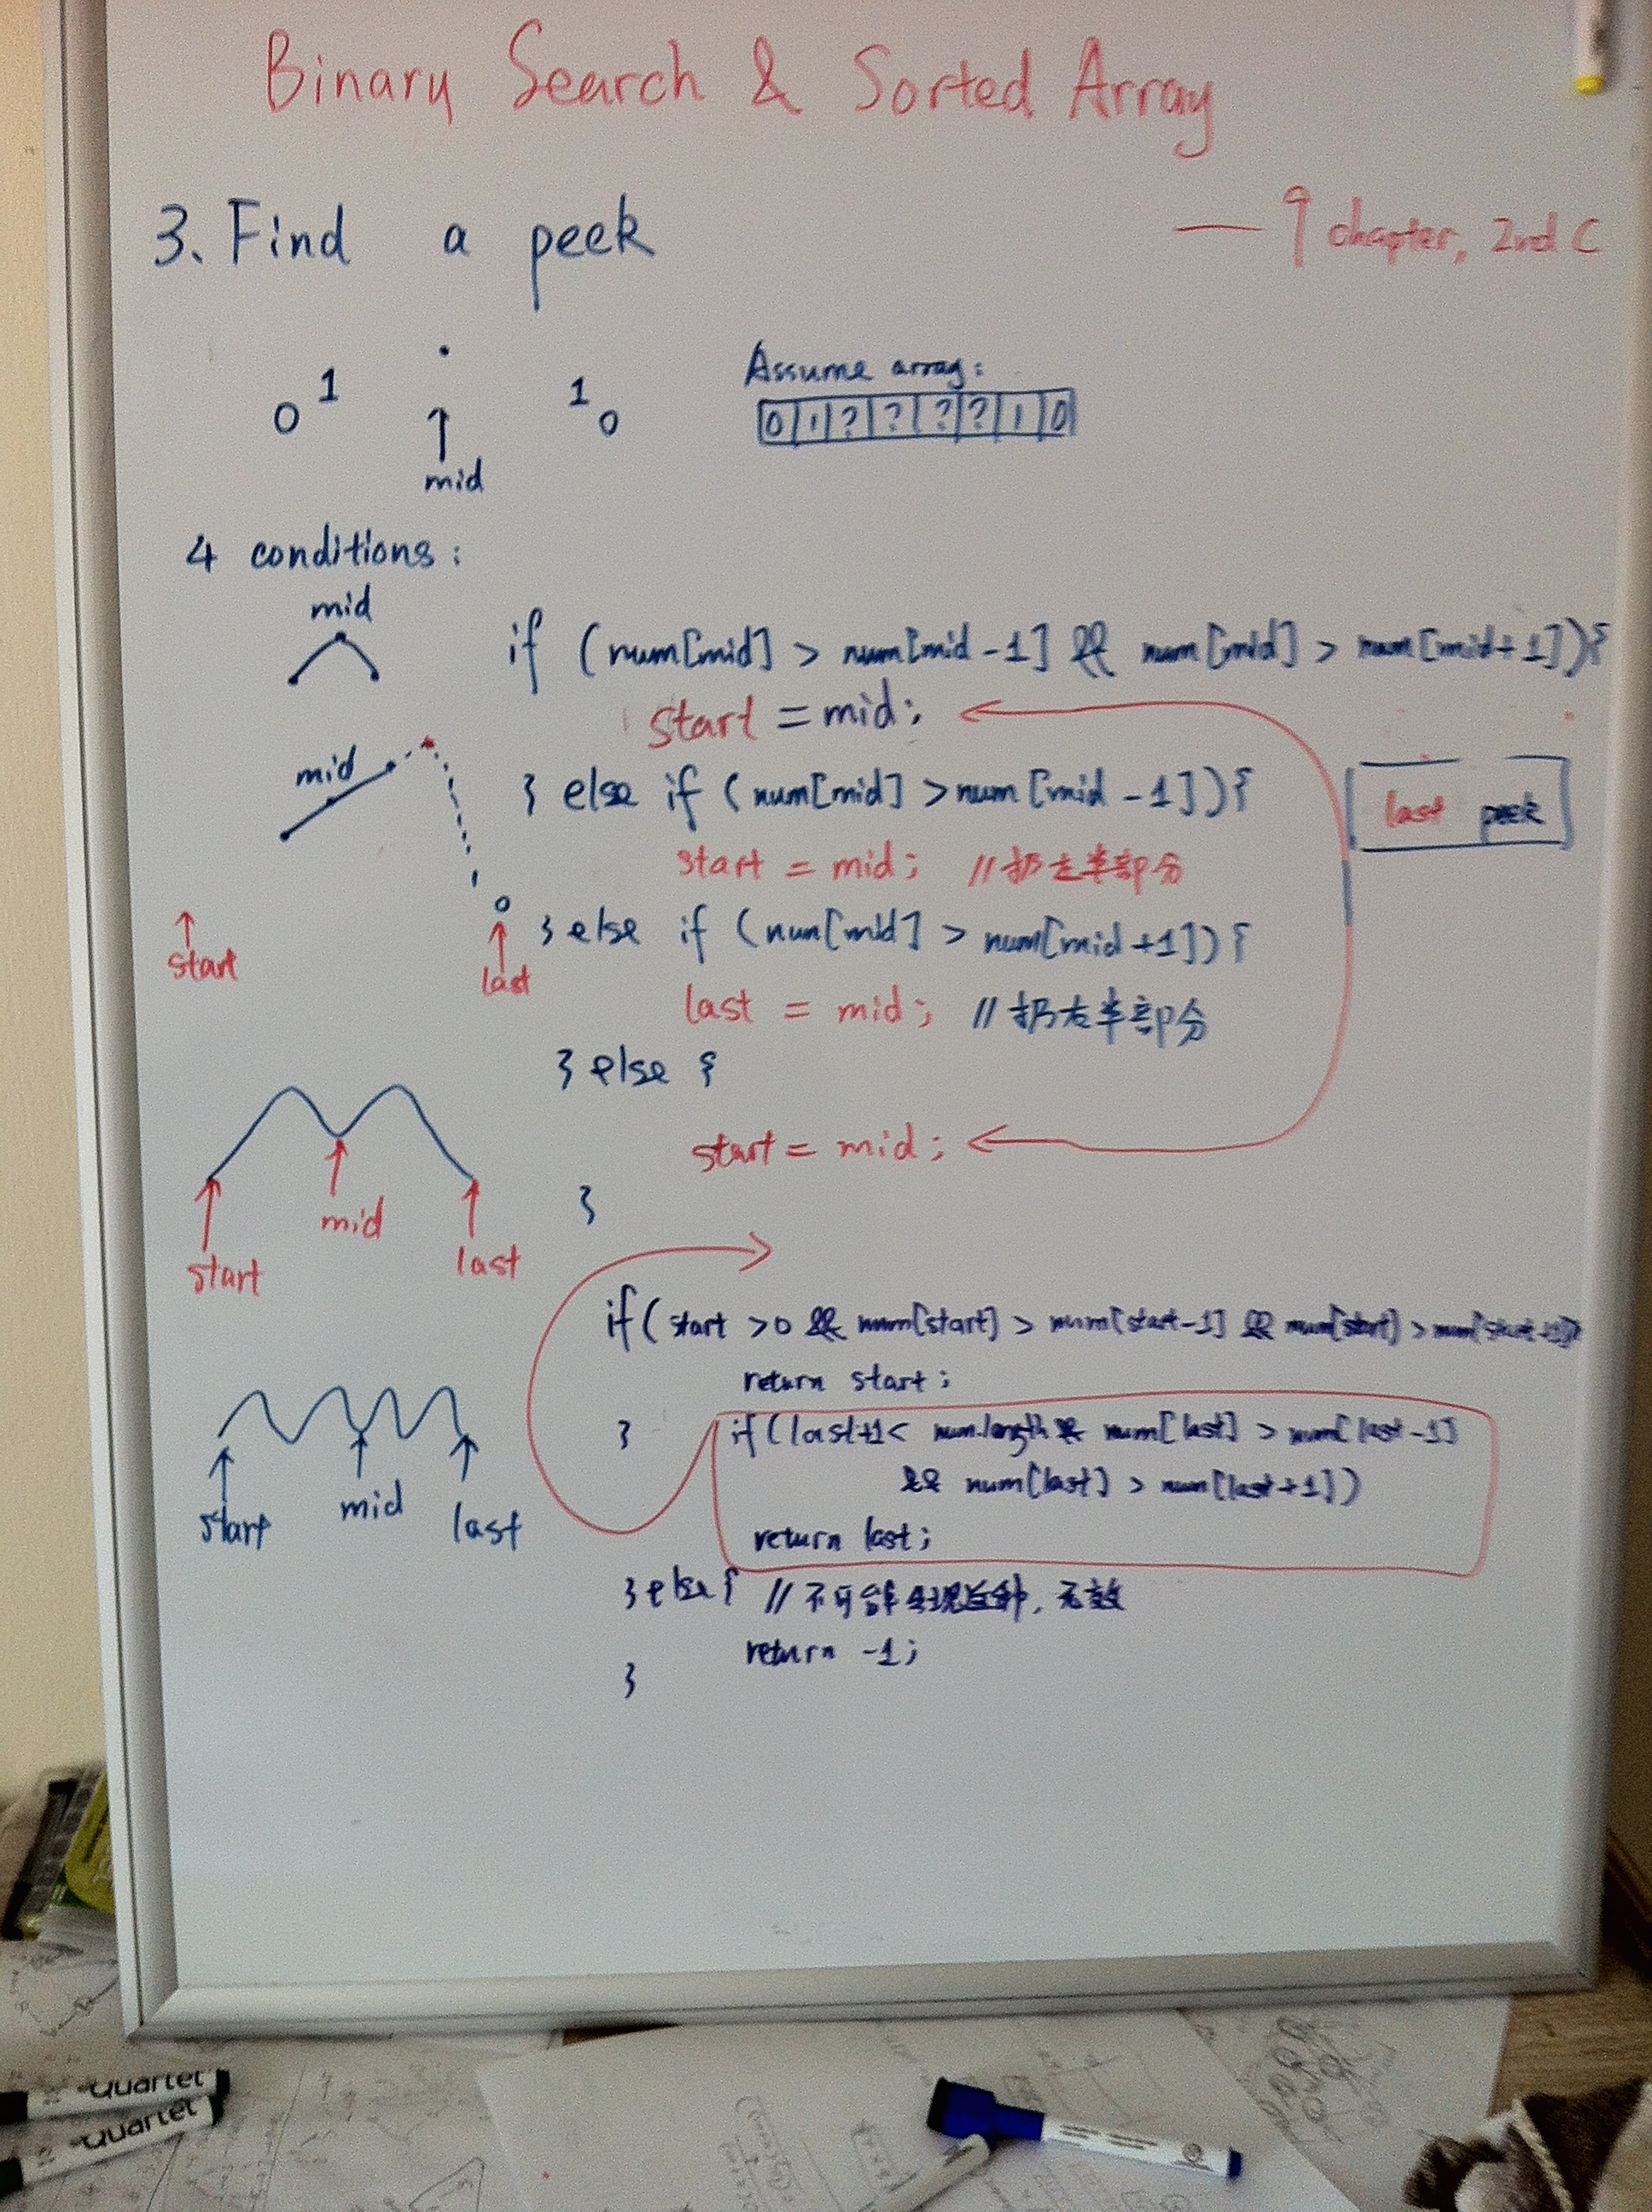 Binary Search & Sorted Array
3. Find a peek
— 9 chapter, 2nd C
0 1 mid 1 0
Assume array:
0 1 ? ? ? ? 1 0
4 conditions:
mid
if (num[mid] > num[mid-1] && num[mid] > num[mid+1]){
start = mid;
mid
} else if (num[mid] > num[mid-1]){
last peek
start = mid; //扔左半部分
start last
} else if (num[mid] > num[mid+1]){
last = mid; //扔右半部分
} else {
start = mid;
}
start mid last
if(start >0 && num[start] > num[start-1] && num[start] > num[start+1])
return start;
} if(last+1< num.length && num[last] > num[last-1]
&& num[last] > num[last+1])
start mid last
return last;
}else{ //不可能出现这种,无效
return -1;
}
Quartet
Quartet